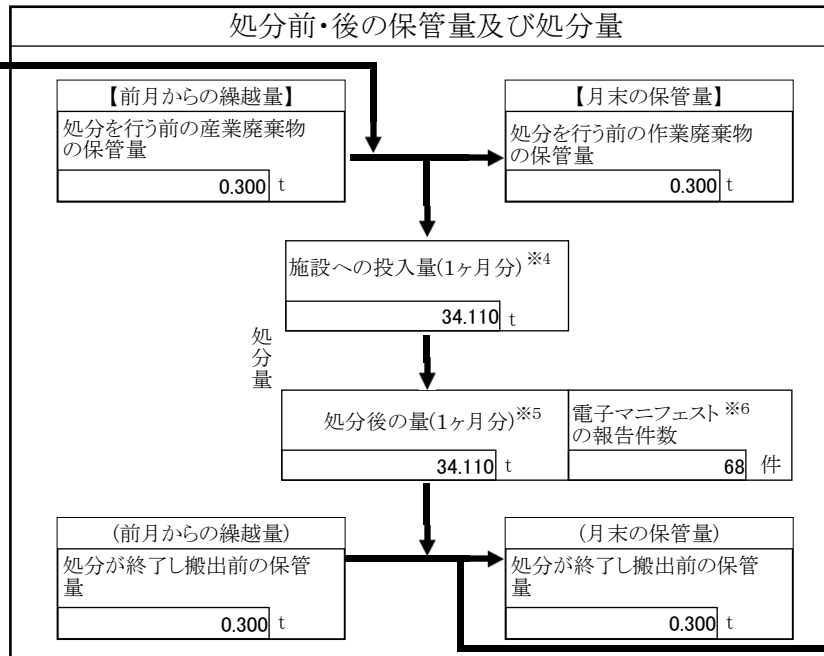 処分前・後の保管量及び処分量
【前月からの繰越量】
処分を行う前の産業廃棄物
の保管量
0.300 t
【月末の保管量】
処分を行う前の作業廃棄物
の保管量
0.300 t
施設への投入量(1ヶ月分)※4
34.110 t
処分量
処分後の量(1ヶ月分)※5
34.110 t
電子マニフェスト※6
の報告件数
68 件
(前月からの繰越量)
処分が終了し搬出前の保管
量
0.300 t
(月末の保管量)
処分が終了し搬出前の保管
量
0.300 t